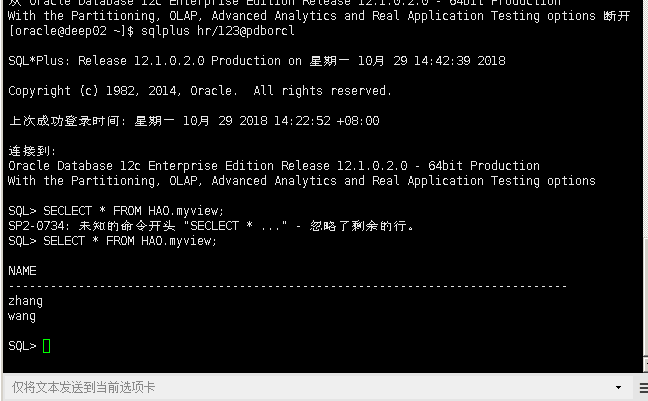 从 Oracle Database 12c Enterprise Edition Release 12.1.0.2.0 - 64bit Production
With the Partitioning, OLAP, Advanced Analytics and Real Application Testing options 断开
[oracle@deep02 ~]$ sqlplus hr/123@pdborcl
SQL*Plus: Release 12.1.0.2.0 Production on 星期一 10月 29 14:42:39 2018
Copyright (c) 1982, 2014, Oracle.  All rights reserved.
上次成功登录时间: 星期一 10月 29 2018 14:22:52 +08:00
连接到:
Oracle Database 12c Enterprise Edition Release 12.1.0.2.0 - 64bit Production
With the Partitioning, OLAP, Advanced Analytics and Real Application Testing options
SQL> SECLECT * FROM HAO.myview;
SP2-0734: 未知的命令开头 "SECLECT * ..." - 忽略了剩余的行。
SQL> SELECT * FROM HAO.myview;
NAME
--------------------------------------------------------------------------------
zhang
wang
SQL>
仅将文本发送到当前选项卡